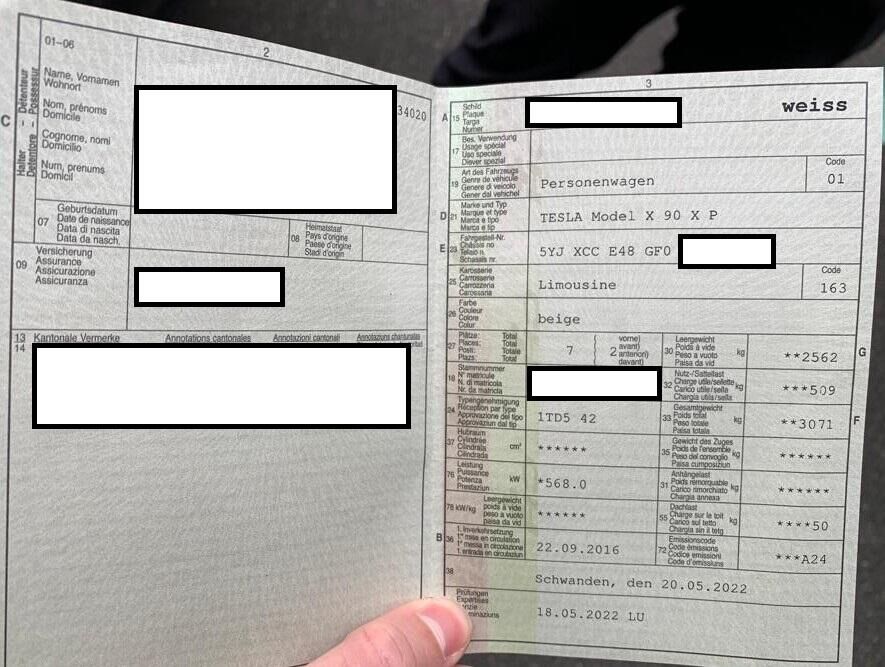 2
01–06
Name, Vornamen
Wohnort
Nom, prénoms
Domicile
Cognome, nomi
Domicilio
Num, prenums
Domicil
C
Halter – Détenteur
Detentore – Possessur
34020
07
Geburtsdatum
Date de naissance
Data di nascita
Data da nasch.
08
Heimatstaat
Pays d'origine
Paese d'origine
Stadi d'origin
09
Versicherung
Assurance
Assicurazione
Assicuranza
13
14
Kantonale Vermerke
Annotations cantonales
Annotazioni cantonali
Annotaziuns chantunalas
3
A
15
Schild
Plaque
Targa
Numer
weiss
17
Bes. Verwendung
Usage spécial
Uso speciale
Diever spezial
19
Art des Fahrzeugs
Genre de véhicule
Genere di veicolo
Gener dal vehichel
Personenwagen
Code
01
D
21
Marke und Typ
Marque et type
Marca e tipo
Marca e tip
TESLA Model X 90 X P
E
23
Fahrgestell-Nr.
Châssis no
Telaio n.
Schassis nr.
5YJ XCC E48 GF0
25
Karosserie
Carrosserie
Carrozzeria
Carossaria
Limousine
Code
163
26
Farbe
Couleur
Colore
Colur
beige
27
Plätze: Total
Places: Total
Posti: Totale
Plazs: Total
7
2
vorne)
avant)
anteriori)
davant)
30
Leergewicht
Poids à vide
Peso a vuoto
Paisa da vid
kg
**2562
G
18
Stammnummer
N° matricule
N. di matricola
Nr. da matricla
32
Nutz-/Sattellast
Charge utile/sellette
Carico utile/sella
Chargia utila/sella
kg
***509
24
Typengenehmigung
Réception par type
Approvazione del tipo
Approvaziun dal tip
1TD5 42
33
Gesamtgewicht
Poids total
Peso totale
Paisa totala
kg
**3071
F
37
Hubraum
Cylindrée
Cilindrata
Cilindrada
cm³
******
35
Gewicht des Zuges
Poids de l'ensemble
Peso del convoglio
Paisa cumposiziun
kg
******
76
Leistung
Puissance
Potenza
Prestaziun
kW
*568.0
31
Anhängelast
Poids remorquable
Carico rimorchiato
Chargia annexa
kg
******
78 kW/kg
Leergewicht
poids à vide
peso a vuoto
paisa da vid
******
55
Dachlast
Charge sur le toit
Carico sul tetto
Chargia sin il tetg
kg
****50
B
36
1. Inverkehrsetzung
1re mise en circulation
1a messa in circolazione
1. entrada en circulaziun
22.09.2016
72
Emissionscode
Code émissions
Codice emissioni
Code d'emissiuns
***A24
38
Schwanden, den 20.05.2022
Prüfungen
Expertises
18.05.2022 LU